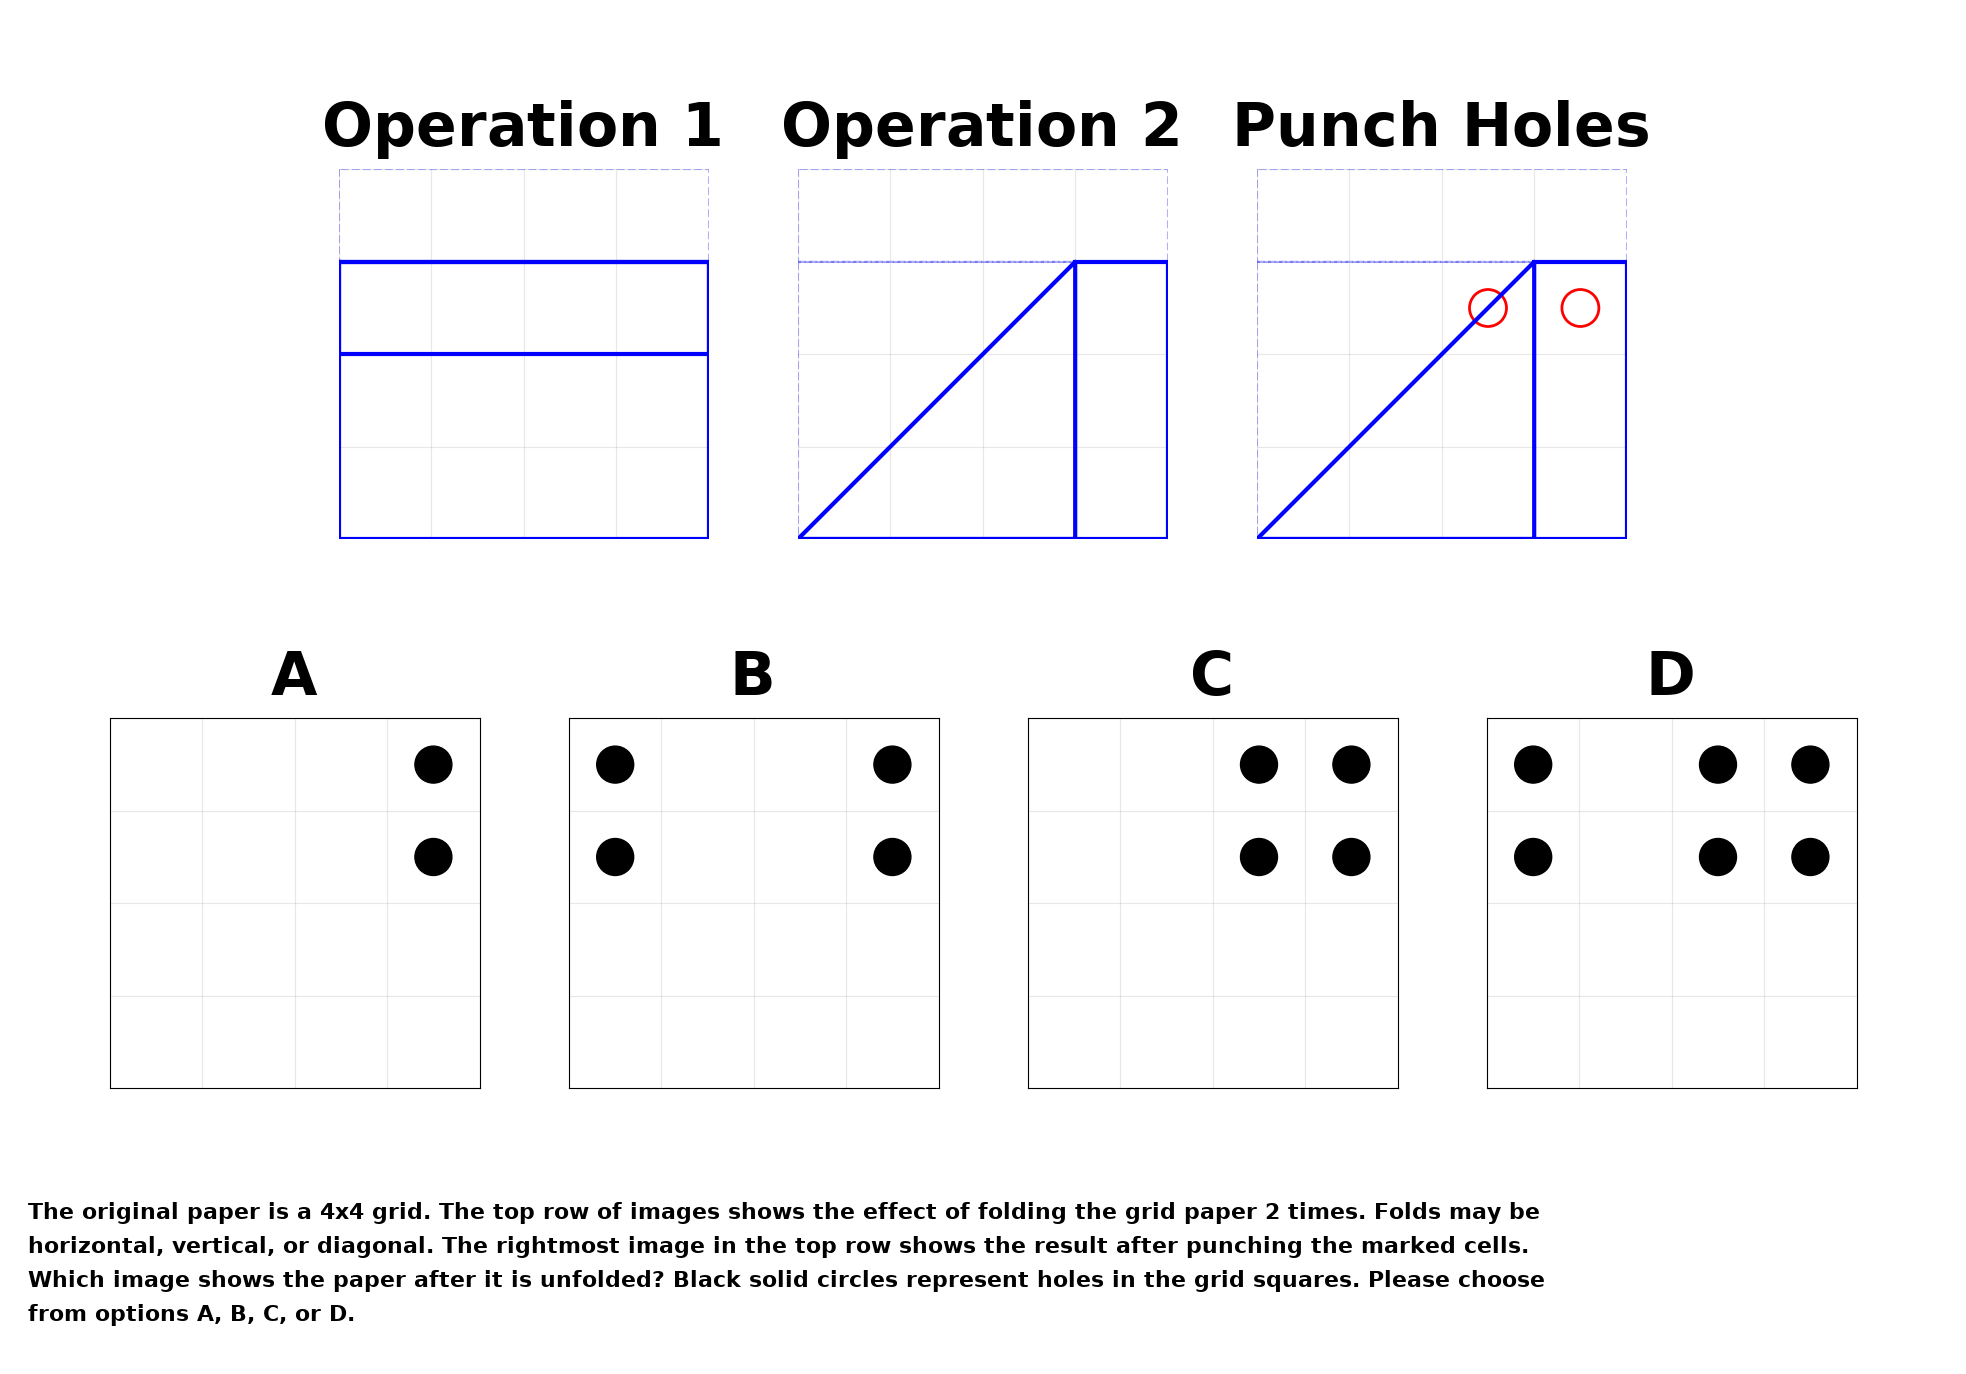 Operation 1 Operation 2 Punch Holes
A B C D
The original paper is a 4x4 grid. The top row of images shows the effect of folding the grid paper 2 times. Folds may be
horizontal, vertical, or diagonal. The rightmost image in the top row shows the result after punching the marked cells.
Which image shows the paper after it is unfolded? Black solid circles represent holes in the grid squares. Please choose
from options A, B, C, or D.